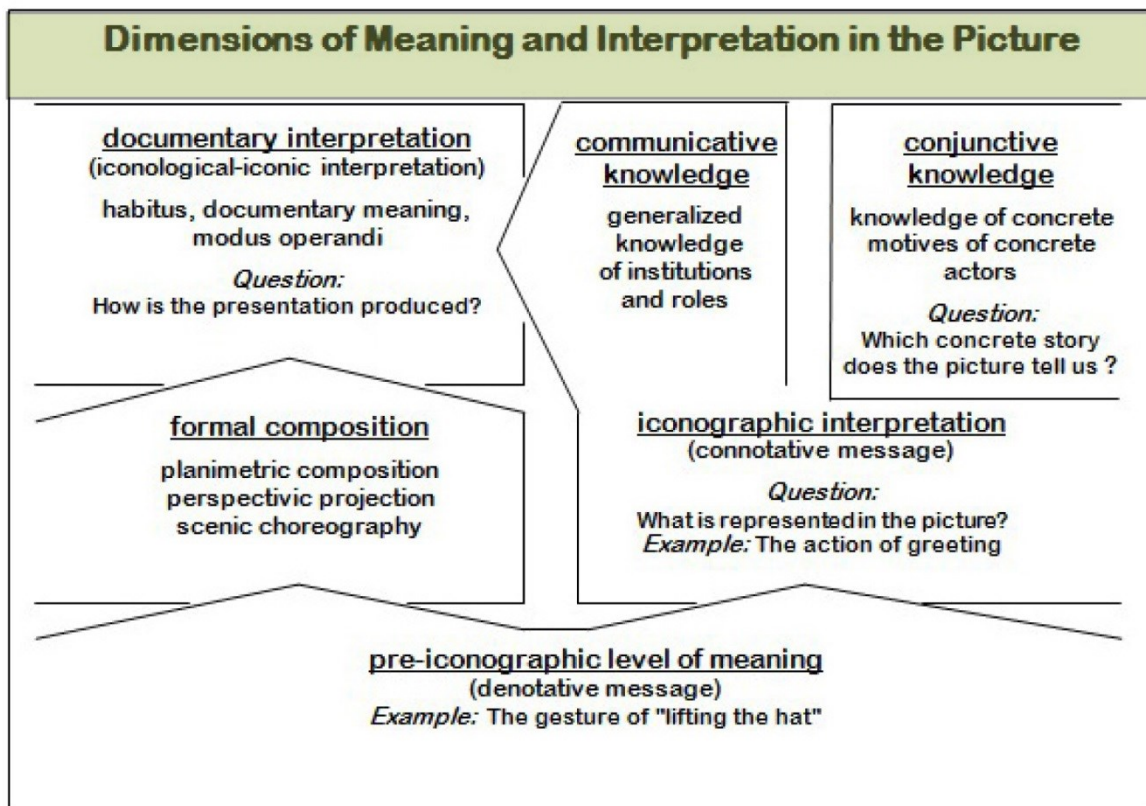 Dimensions of Meaning and Interpretation in the Picture
documentary interpretation
(iconological-iconic interpretation)
habitus, documentary meaning,
modus operandi
Question:
How is the presentation produced?
communicative
knowledge
generalized
knowledge
of institutions
and roles
conjunctive
knowledge
knowledge of concrete
motives of concrete
actors
Question:
Which concrete story
does the picture tell us ?
formal composition
planimetric composition
perspectivic projection
scenic choreography
iconographic interpretation
(connotative message)
Question:
What is represented in the picture?
Example: The action of greeting
pre-iconographic level of meaning
(denotative message)
Example: The gesture of "lifting the hat"